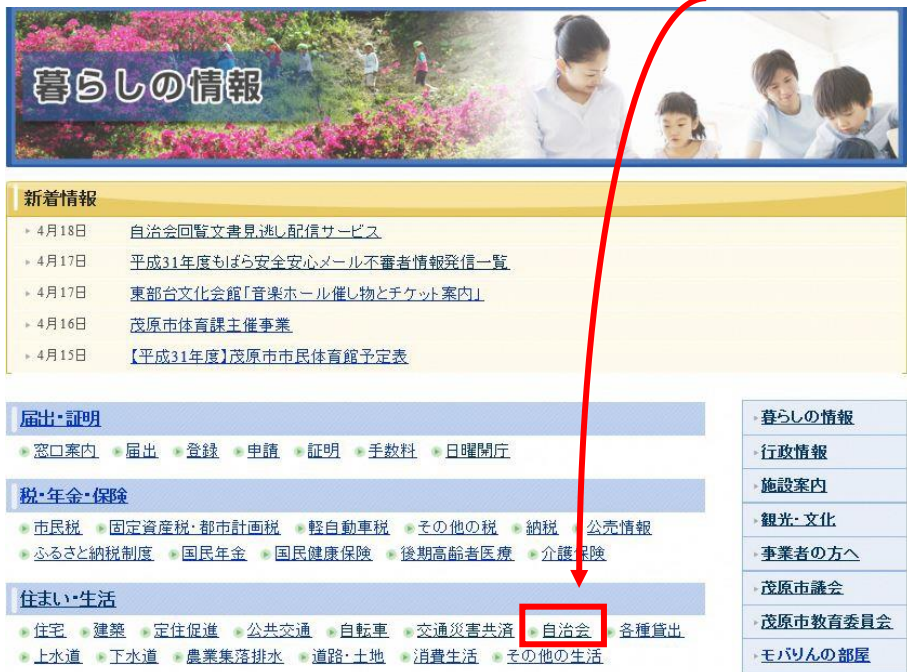 暮らしの情報
新着情報
4月18日 自治会回覧文書見逃し配信サービス
4月17日 平成31年度もばら安全安心メール不審者情報発信一覧
4月17日 東部台文化会館「音楽ホール催し物とチケット案内」
4月16日 茂原市体育課主催事業
4月15日 【平成31年度】茂原市市民体育館予定表
届出・証明
窓口案内 届出 登録 申請 証明 手数料 日曜開庁
税・年金・保険
市民税 固定資産税・都市計画税 軽自動車税 その他の税 納税 公売情報
ふるさと納税制度 国民年金 国民健康保険 後期高齢者医療 介護保険
住まい・生活
住宅 建築 定住促進 公共交通 自転車 交通災害共済 自治会 各種貸出
上水道 下水道 農業集落排水 道路・土地 消費生活 その他の生活
暮らしの情報
行政情報
施設案内
観光・文化
事業者の方へ
茂原市議会
茂原市教育委員会
モバりんの部屋